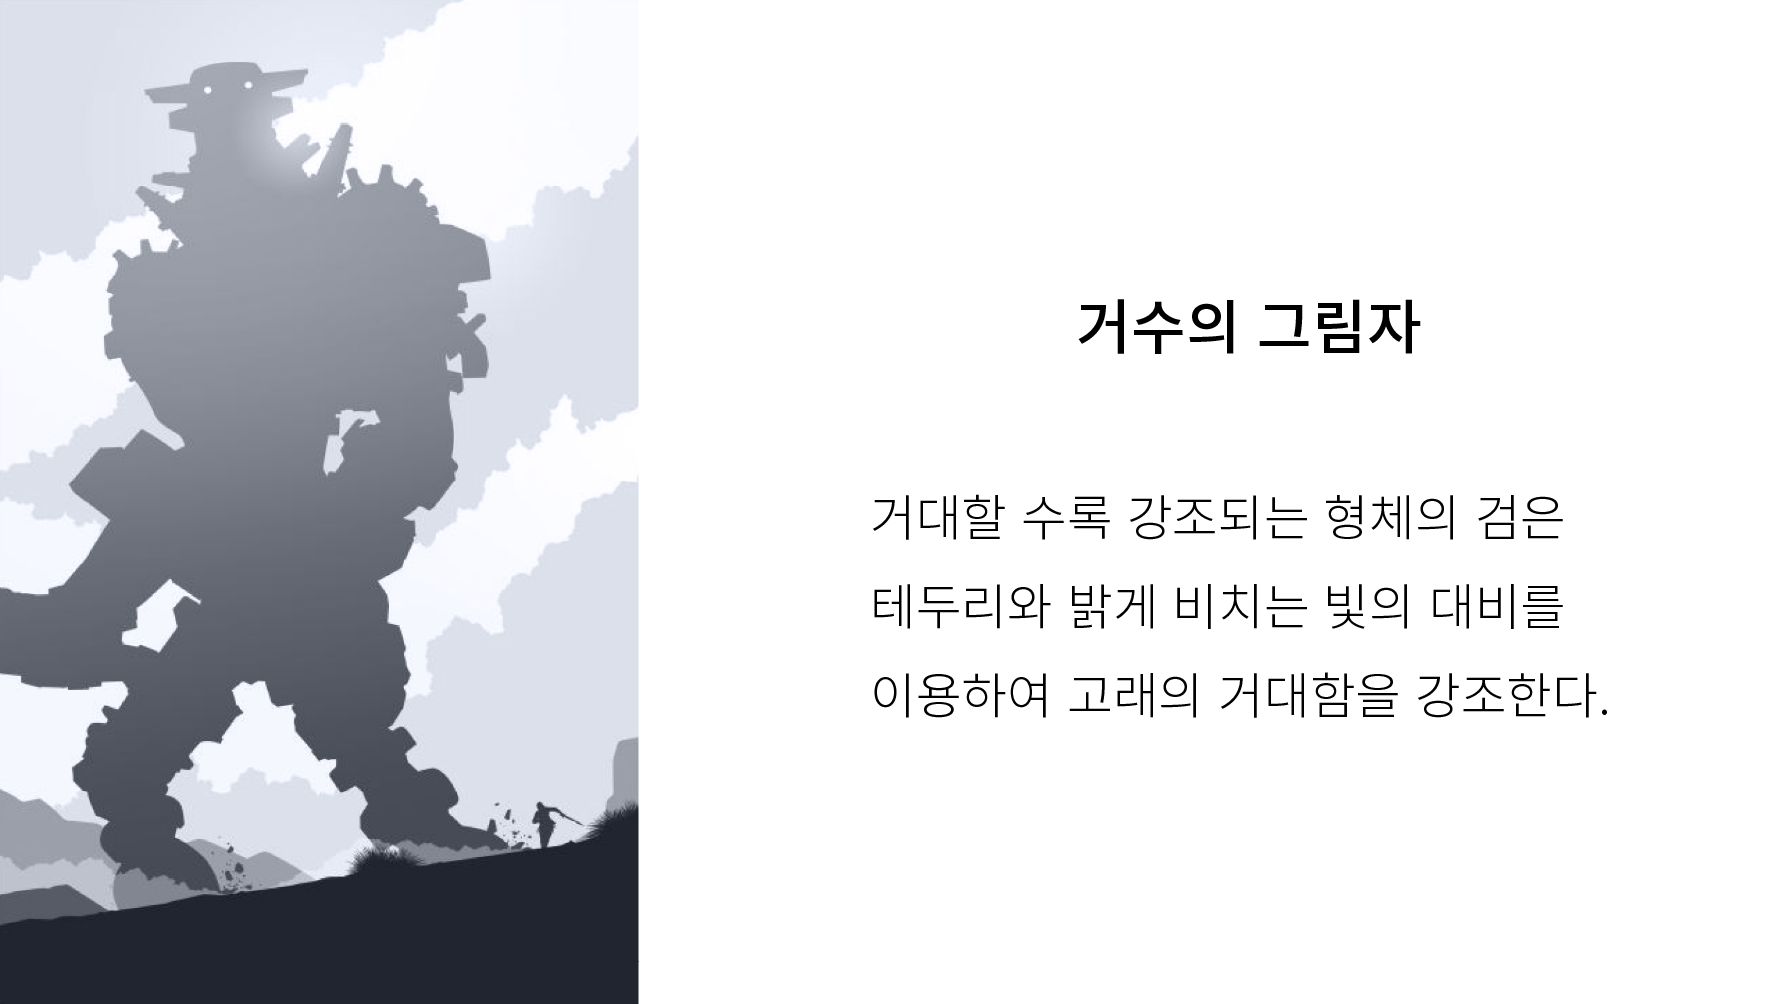 거수의 그림자
거대할 수록 강조되는 형체의 검은
테두리와 밝게 비치는 빛의 대비를
이용하여 고래의 거대함을 강조한다.